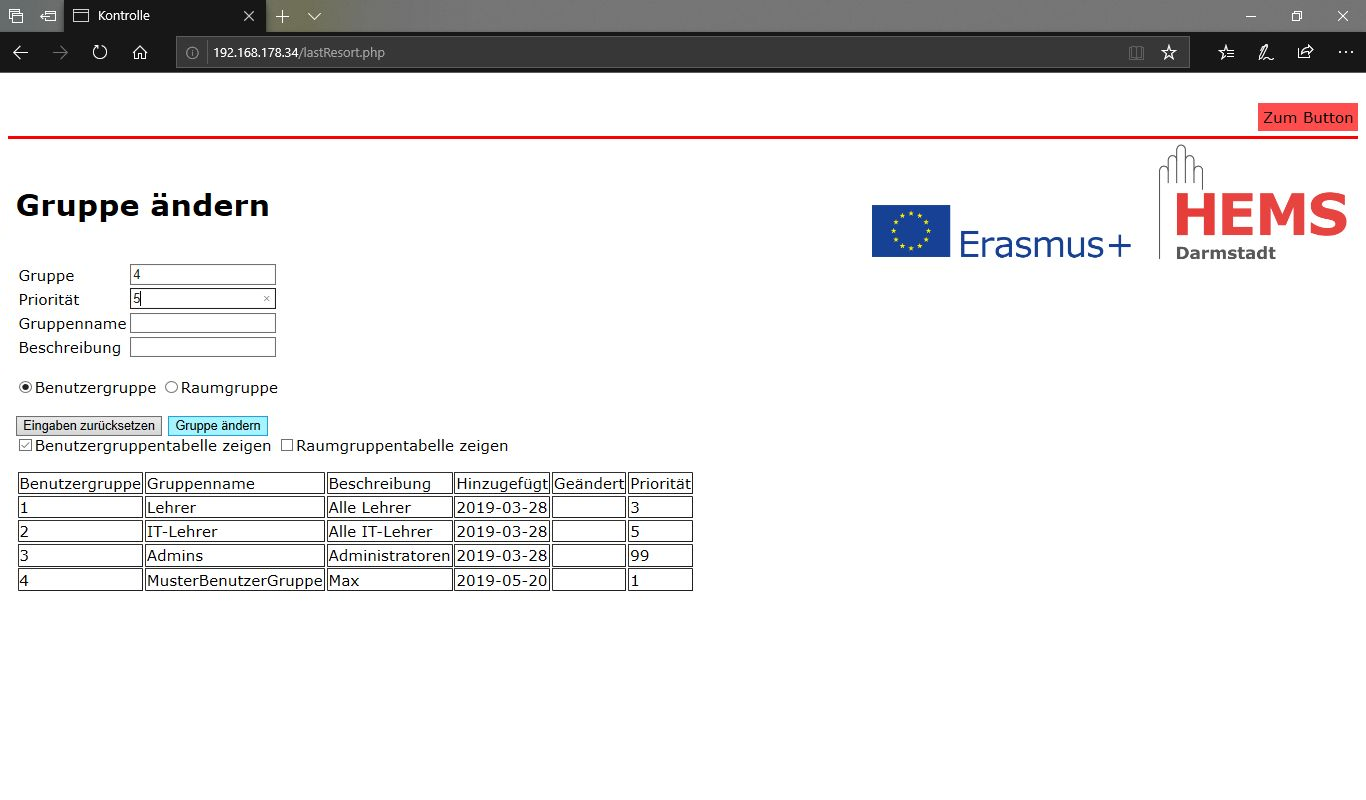 Kontrolle
192.168.178.34/lastResort.php
Zum Button
Gruppe ändern
Erasmus+
HEMS
Darmstadt
Gruppe 4
Priorität 5
Gruppenname
Beschreibung
Benutzergruppe Raumgruppe
Eingaben zurücksetzen Gruppe ändern
Benutzergruppentabelle zeigen Raumgruppentabelle zeigen
Benutzergruppe Gruppenname Beschreibung Hinzugefügt Geändert Priorität
1 Lehrer Alle Lehrer 2019-03-28 3
2 IT-Lehrer Alle IT-Lehrer 2019-03-28 5
3 Admins Administratoren 2019-03-28 99
4 MusterBenutzerGruppe Max 2019-05-20 1